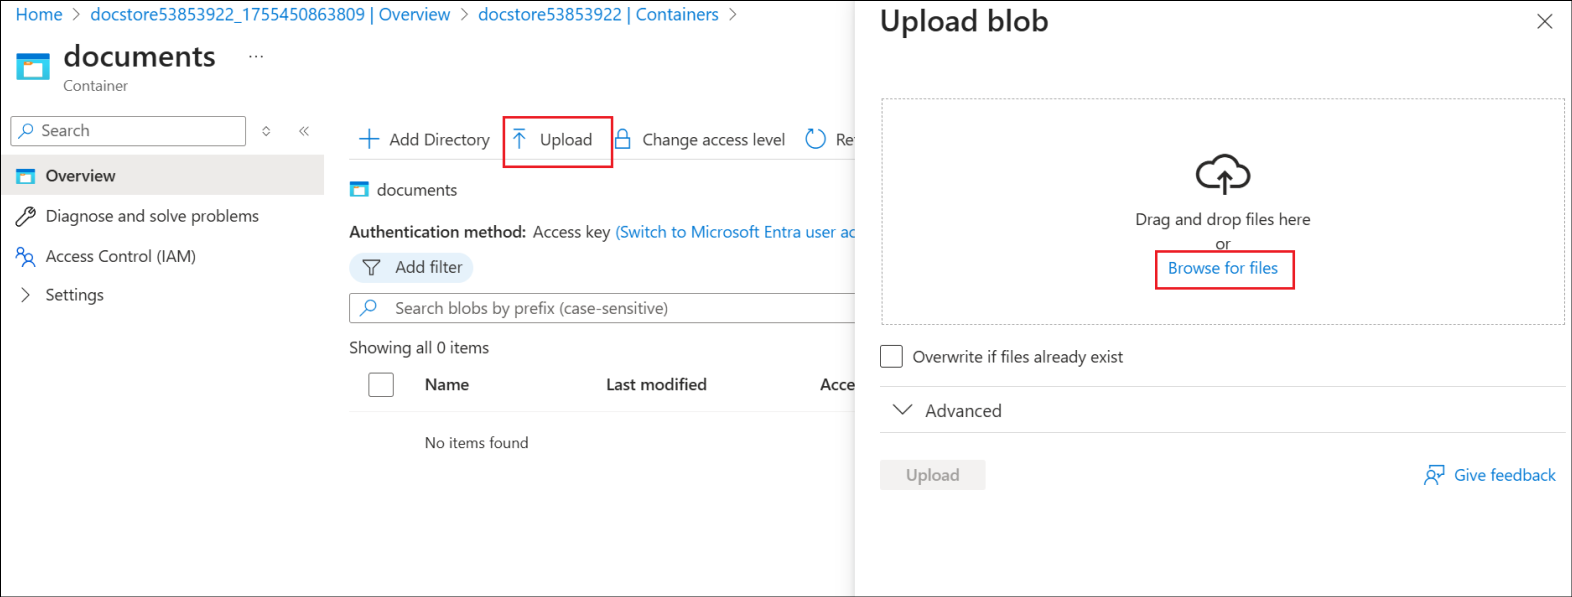 Home > docstore53853922_1755450863809 | Overview > docstore53853922 | Containers >
documents ...
Container
Search
Overview
Diagnose and solve problems
Access Control (IAM)
Settings
Add Directory Upload Change access level
documents
Authentication method: Access key (Switch to Microsoft Entra user
Add filter
Search blobs by prefix (case-sensitive)
Showing all 0 items
Name Last modified
No items found
Upload blob
Drag and drop files here
or
Browse for files
Overwrite if files already exist
Advanced
Upload Give feedback